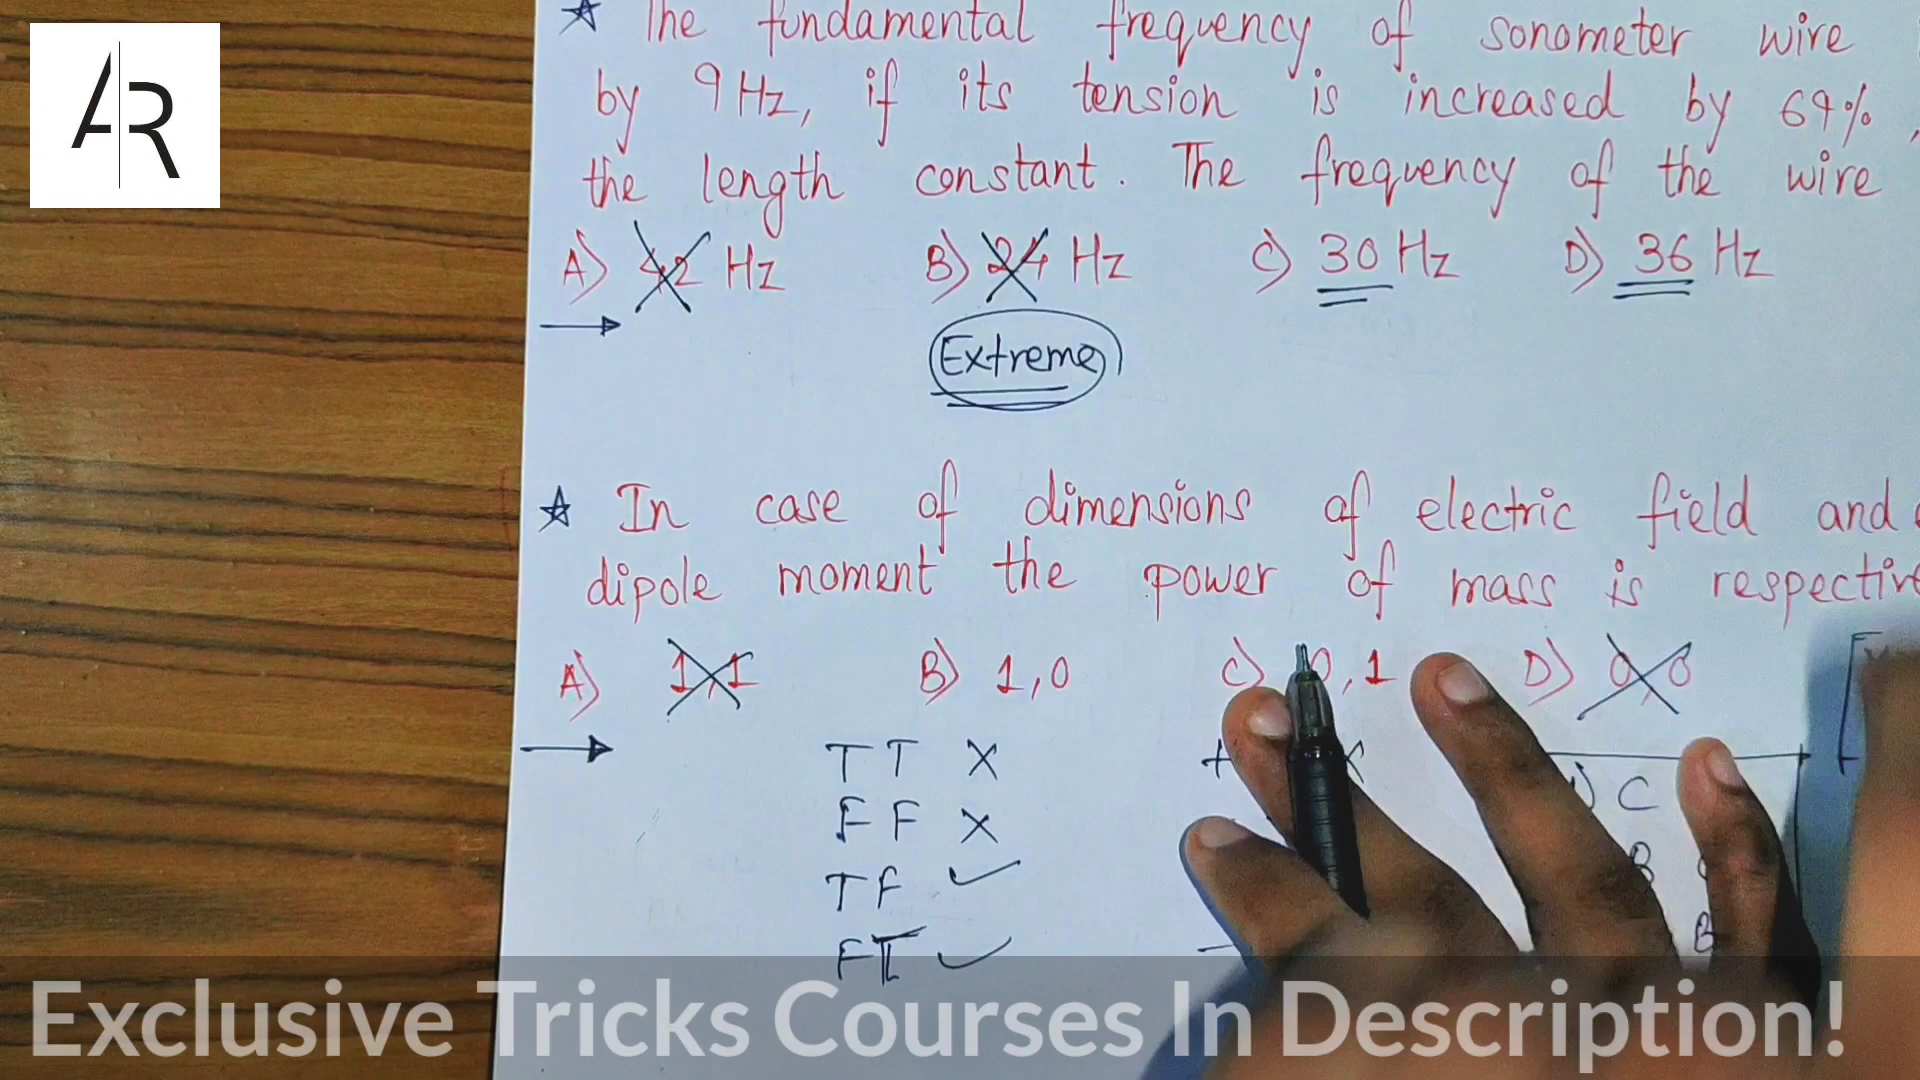 AR
☆ The fundamental frequency of sonometer wire
by 9Hz, if its tension is increased by 69%,
the length constant. The frequency of the wire
A) 42 Hz B) 24 Hz C) 30 Hz D) 36 Hz
Extreme
☆ In case of dimensions of electric field and
dipole moment the power of mass is
A) 1,1 B) 1,0 C) 0,1 D) 0,0
T T X
F F X
T F ✓
F T ✓
C
B
B
Exclusive Tricks Courses In Description!